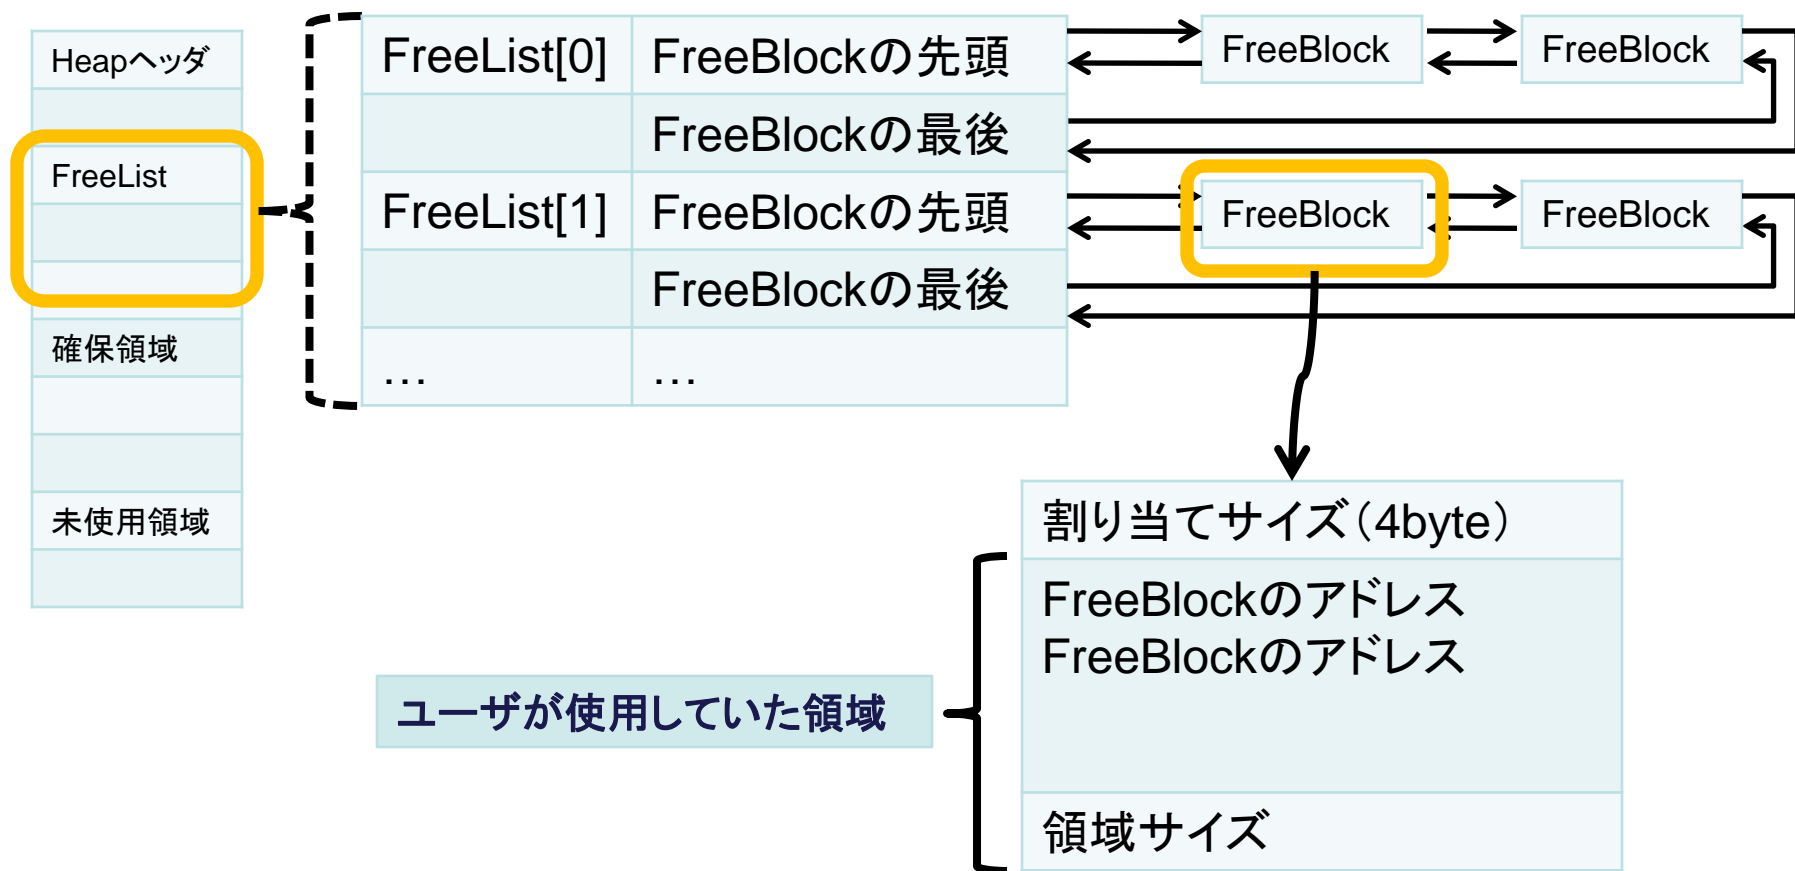 Heapヘッダ
FreeList
確保領域
未使用領域
FreeList[0] FreeBlockの先頭
FreeBlockの最後
FreeList[1] FreeBlockの先頭
FreeBlockの最後
… …
FreeBlock FreeBlock
FreeBlock FreeBlock
割り当てサイズ（4byte）
FreeBlockのアドレス
FreeBlockのアドレス
領域サイズ
ユーザが使用していた領域